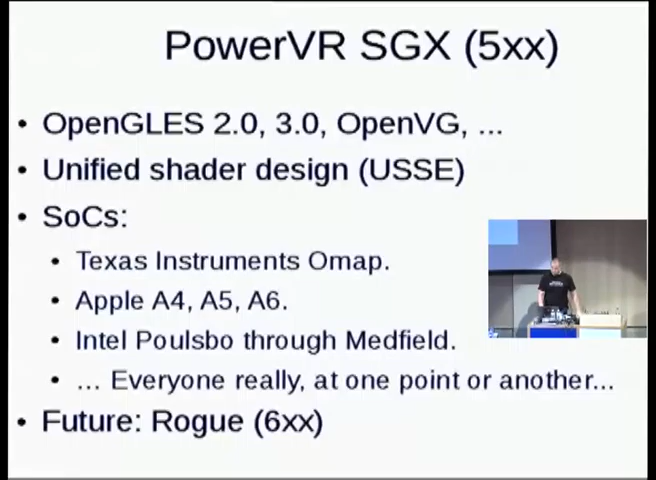 PowerVR SGX (5xx)
• OpenGLES 2.0, 3.0, OpenVG, ...
• Unified shader design (USSE)
• SoCs:
• Texas Instruments Omap.
• Apple A4, A5, A6.
• Intel Poulsbo through Medfield.
• ... Everyone really, at one point or another...
• Future: Rogue (6xx)